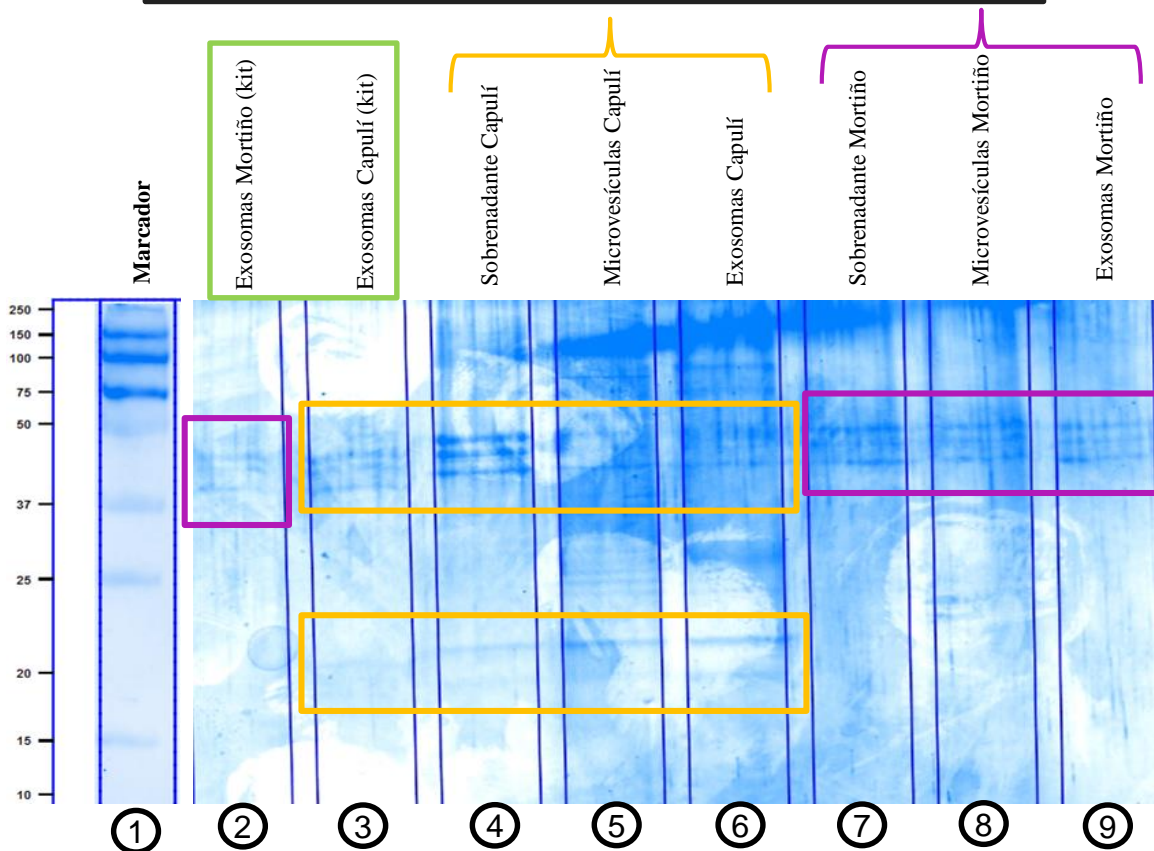 Marcador
Exosomas Mortiño (kit)
Exosomas Capulí (kit)
Sobrenadante Capulí
Microvesículas Capulí
Exosomas Capulí
Sobrenadante Mortiño
Microvesículas Mortiño
Exosomas Mortiño
250
150
100
75
50
37
25
20
15
10
1 2 3 4 5 6 7 8 9